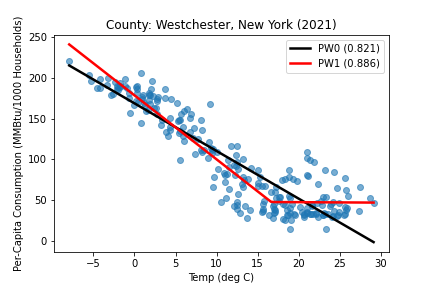 County: Westchester, New York (2021)
Per-Capita Consumption (MMBtu/1000 Households)
250
200
150
100
50
0
PW0 (0.821)
PW1 (0.886)
−5
0
5
10
15
20
25
30
Temp (deg C)